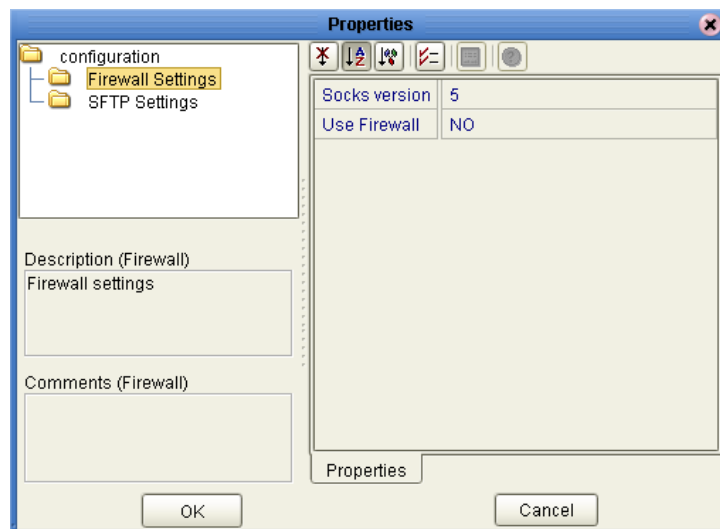 Properties
configuration
Firewall Settings
SFTP Settings
Description (Firewall)
Firewall settings
Comments (Firewall)
Socks version 5
Use Firewall NO
Properties
OK
Cancel